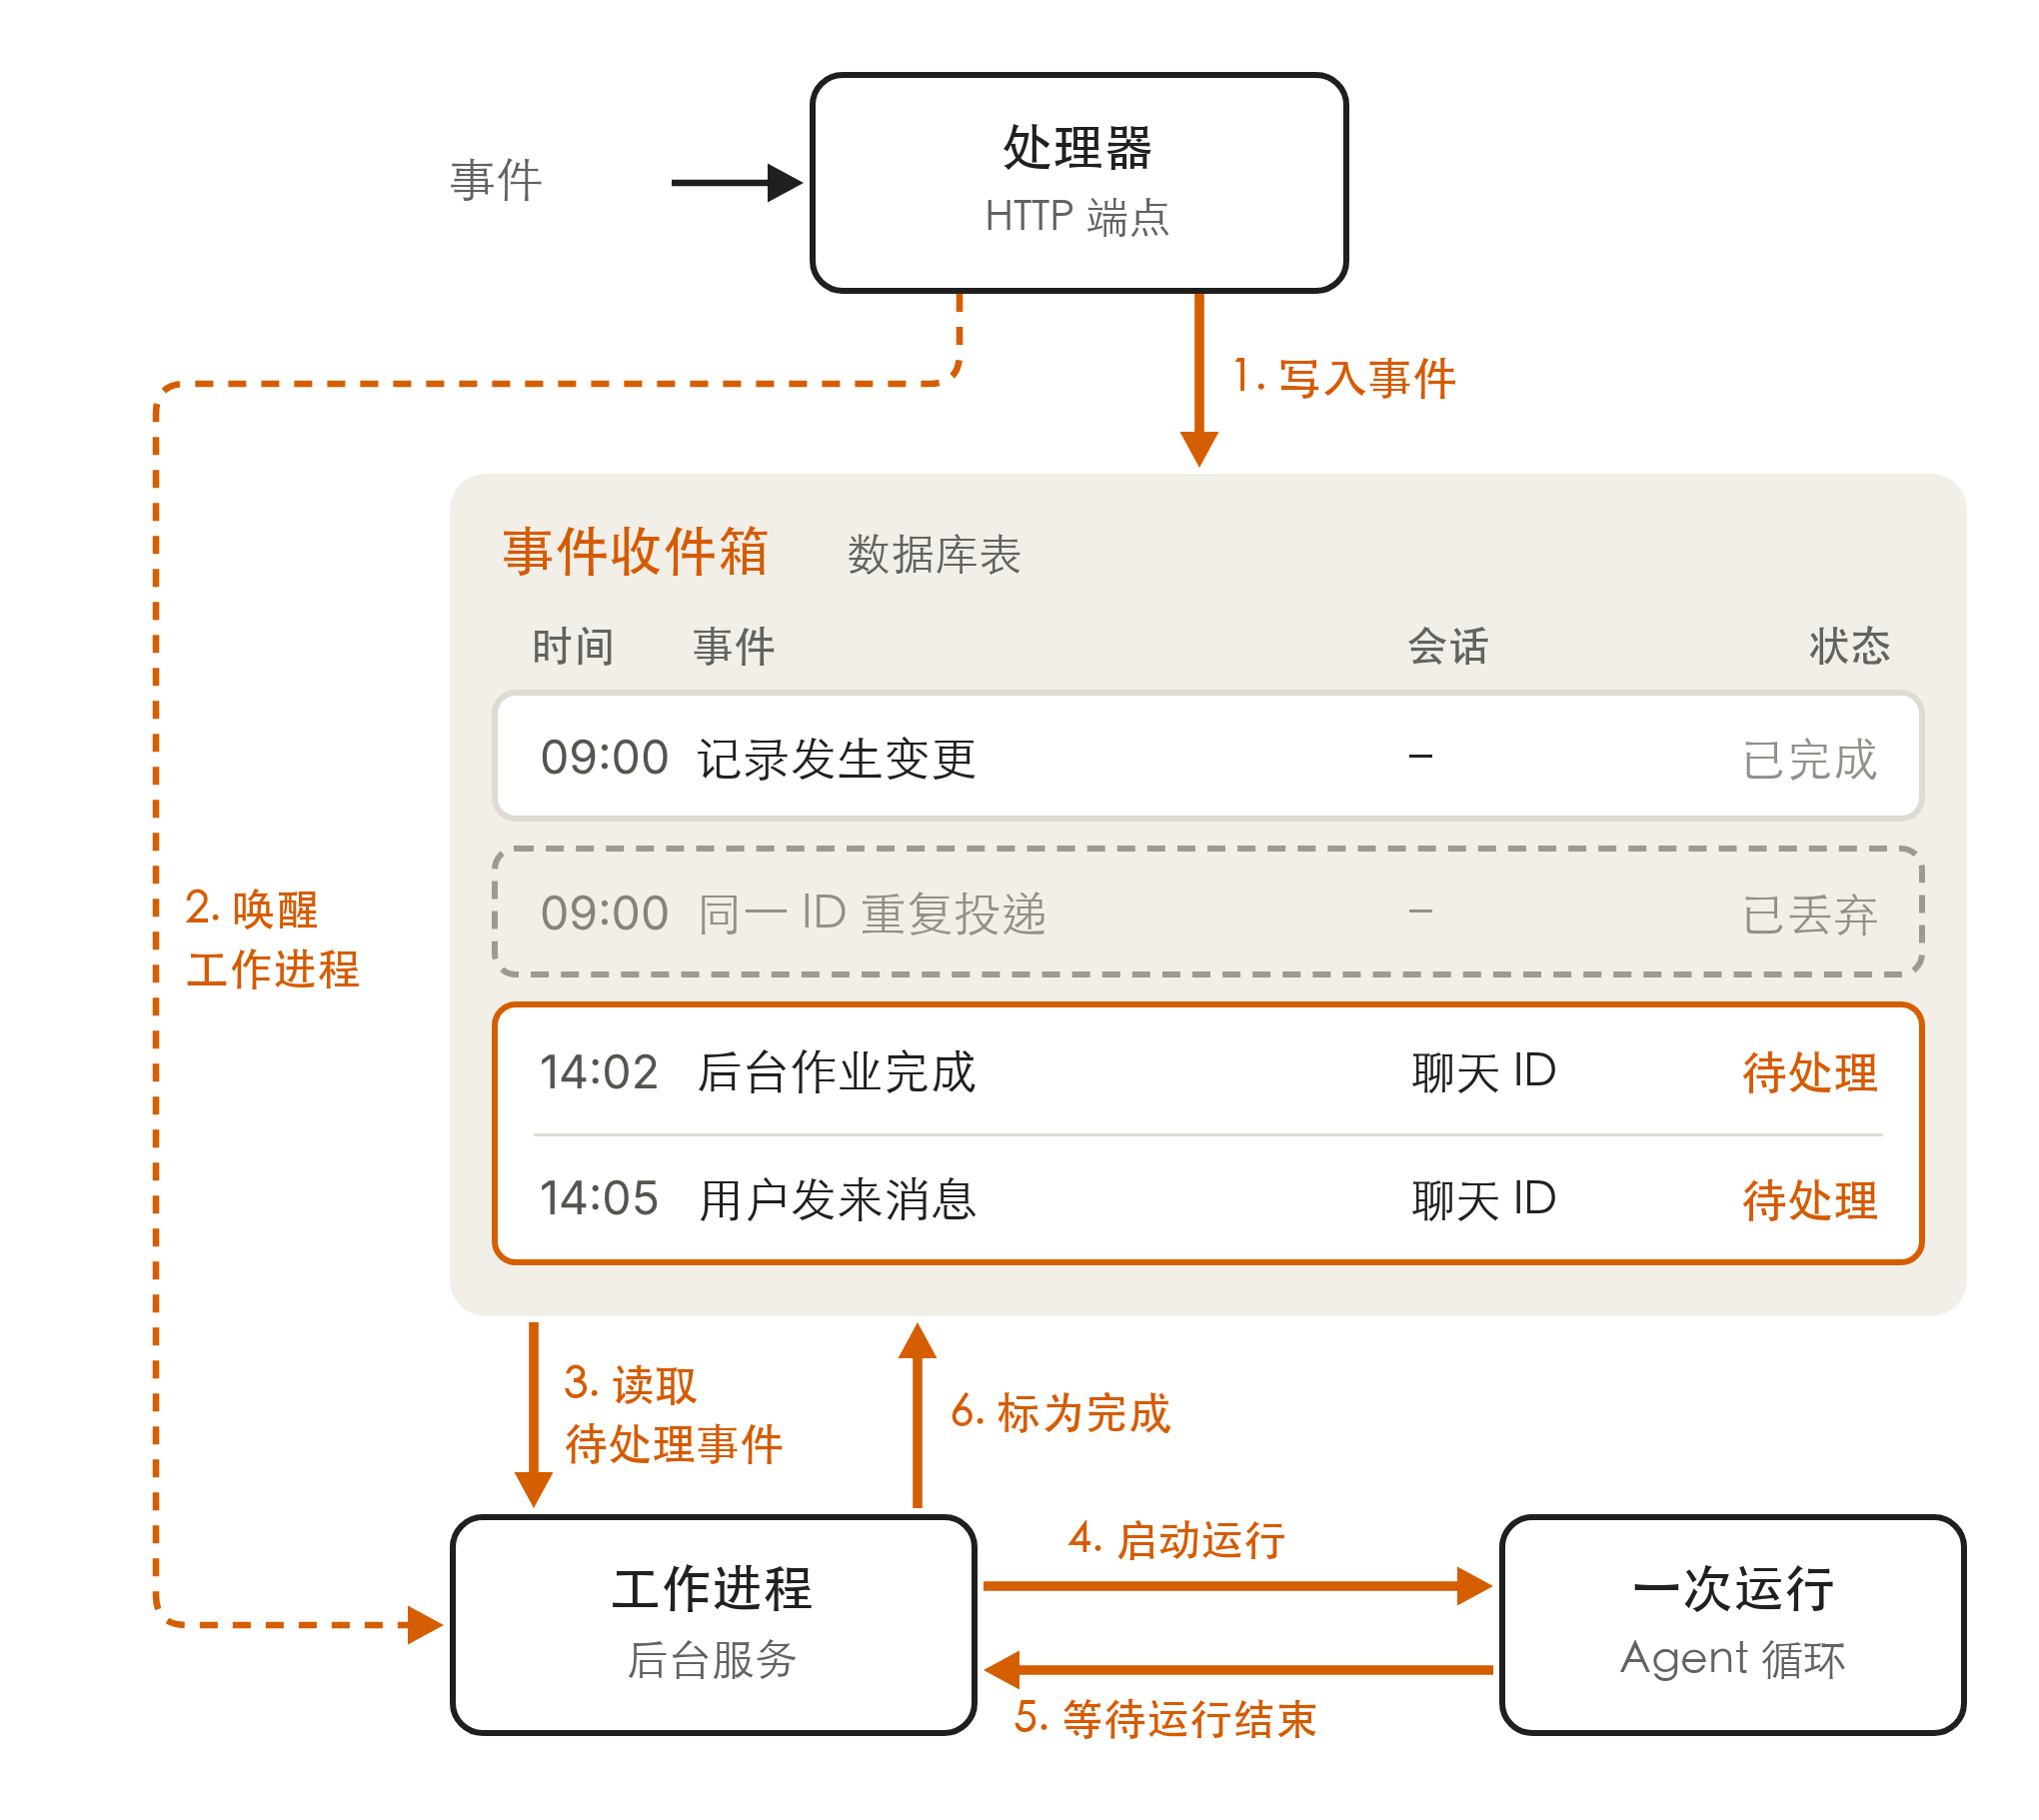 处理器
事件
HTTP 端点
1. 写入事件
事件收件箱 数据库表
时间 事件 会话 状态
09:00 记录发生变更 – 已完成
09:00 同一 ID 重复投递 – 已丢弃
14:02 后台作业完成 聊天 ID 待处理
14:05 用户发来消息 聊天 ID 待处理
2. 唤醒
工作进程
3. 读取
待处理事件
6. 标为完成
工作进程
后台服务
4. 启动运行
5. 等待运行结束
一次运行
Agent 循环